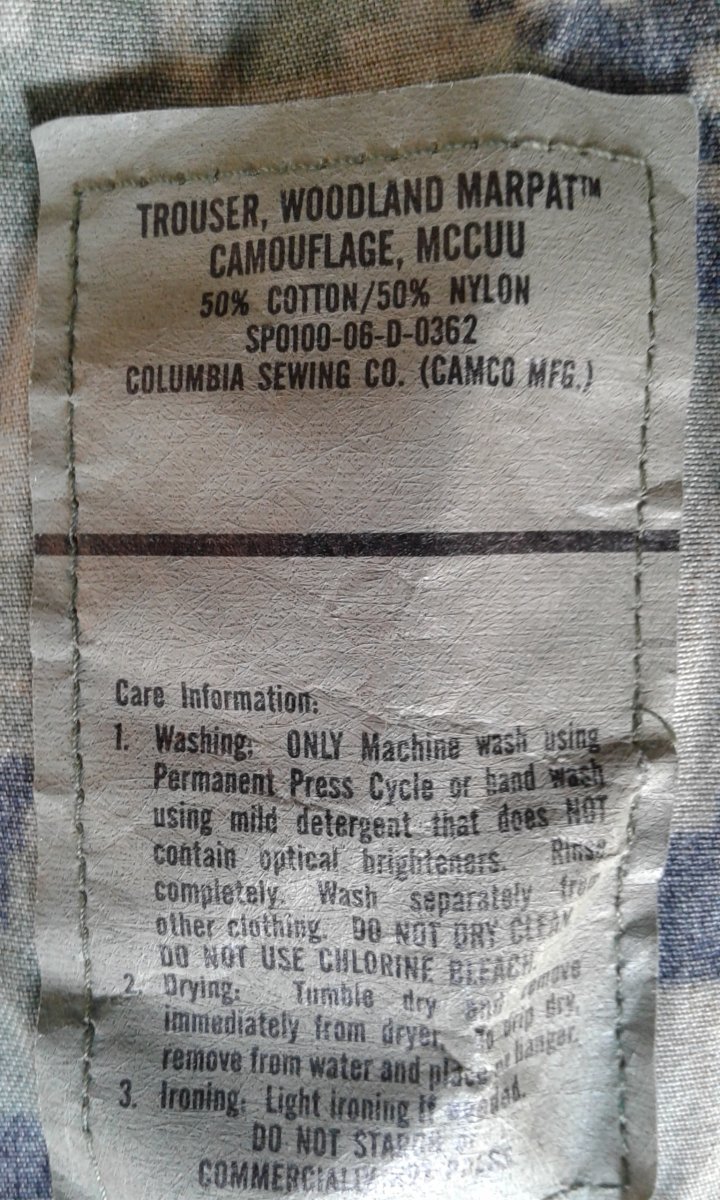 TROUSER, WOODLAND MARPAT™
CAMOUFLAGE, MCCUU
50% COTTON/50% NYLON
SPO100-06-D-0362
COLUMBIA SEWING CO. (CAMCO MFG.)
Care Information:
1. Washing: ONLY Machine wash using
Permanent Press Cycle or hand wash
using mild detergent that does NOT
contain optical brighteners. Rinse
completely. Wash separately from
other clothing. DO NOT DRY CLEAN
DO NOT USE CHLORINE BLEACH.
2. Drying: Tumble dry and remove
immediately from dryer. To drip dry,
remove from water and place on hanger.
3. Ironing: Light ironing if needed.
DO NOT STARCH OR
COMMERCIALLY PRESS